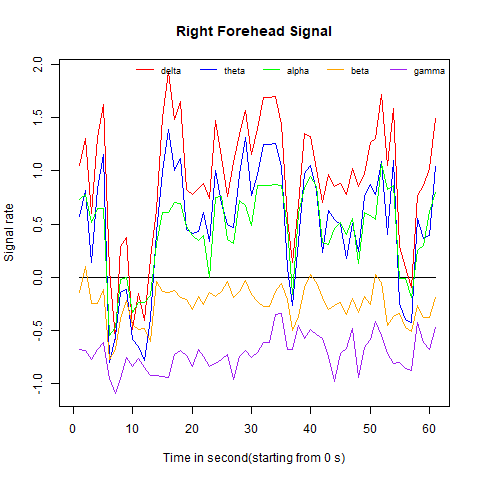 Right Forehead Signal
delta theta alpha beta gamma
Signal rate
2.0
1.5
1.0
0.5
0.0
-0.5
-1.0
0 10 20 30 40 50 60
Time in second(starting from 0 s)